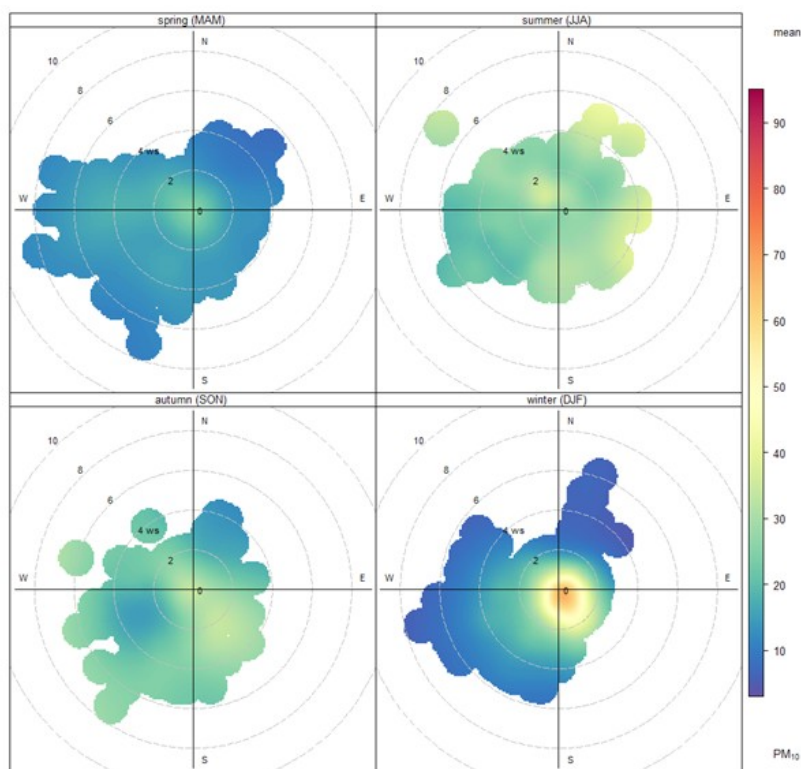 spring (MAM)
N
10
8
6
4 ws
2
0
W
E
S
summer (JJA)
N
10
8
6
4 ws
2
0
W
E
S
autumn (SON)
N
10
8
6
4 ws
2
0
W
E
S
winter (DJF)
N
10
8
6
4 ws
2
0
W
E
S
mean
90
80
70
60
50
40
30
20
10
PM₁₀